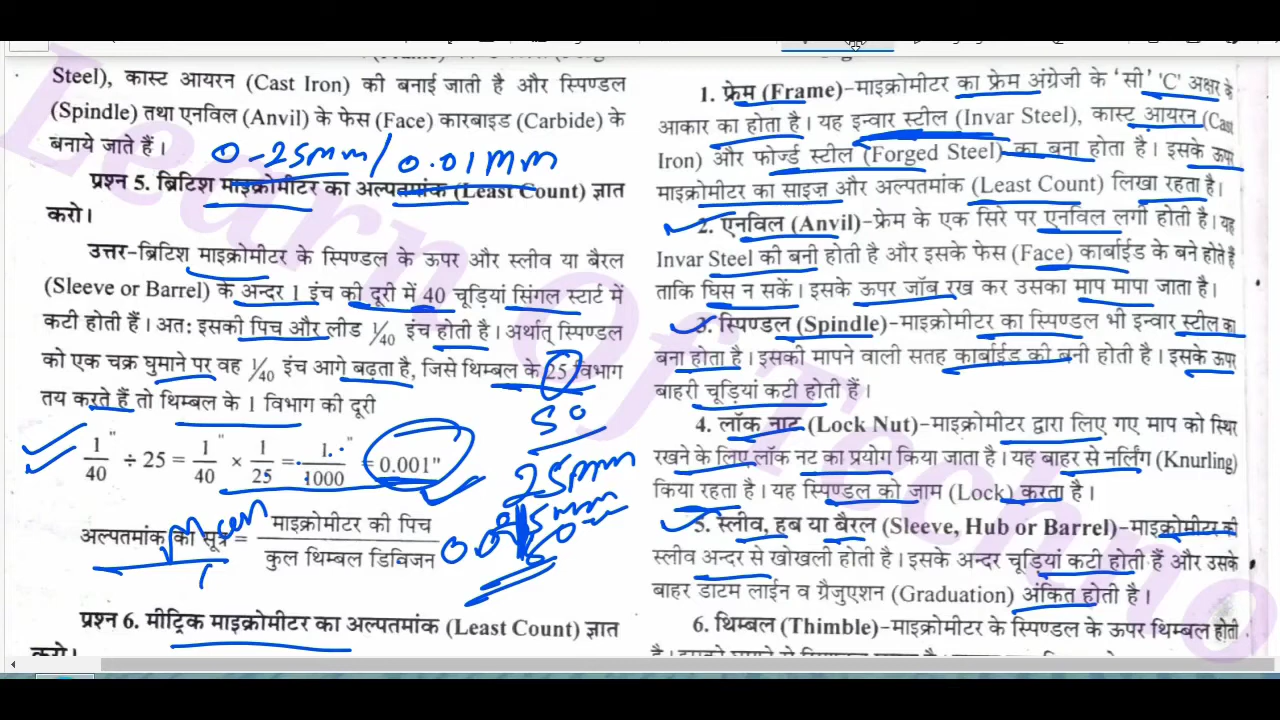 Steel), कास्ट आयरन (Cast Iron) की बनाई जाती है और स्पिण्डल
(Spindle) तथा एनविल (Anvil) के फेस (Face) कारबाइड (Carbide) के
बनाये जाते हैं।
0-25mm/0.01mm
प्रश्न 5. ब्रिटिश माइक्रोमीटर का अल्पतमांक (Least Count) ज्ञात
करो।
उत्तर-ब्रिटिश माइक्रोमीटर के स्पिण्डल के ऊपर और स्लीव या बैरल
(Sleeve or Barrel) के अन्दर 1 इंच की दूरी में 40 चूड़ियां सिंगल स्टार्ट में
कटी होती हैं। अतः इसकी पिच और लीड 1/40 इंच होती है। अर्थात् स्पिण्डल
को एक चक्र घुमाने पर वह 1/40 इंच आगे बढ़ता है, जिसे थिम्बल के 25 विभाग
तय करते हैं तो थिम्बल के 1 विभाग की दूरी
50
1/40" ÷ 25 = 1/40" × 1/25 = 1/1000" = 0.001"
25mm
अल्पतमांक का सूत्र = माइक्रोमीटर की पिच / कुल थिम्बल डिविजन
प्रश्न 6. मीट्रिक माइक्रोमीटर का अल्पतमांक (Least Count) ज्ञात
करो।
1. फ्रेम (Frame)-माइक्रोमीटर का फ्रेम अंग्रेजी के 'सी' 'C' अक्षर के
आकार का होता है। यह इन्वार स्टील (Invar Steel), कास्ट आयरन (Cast
Iron) और फोर्ज्ड स्टील (Forged Steel) का बना होता है। इसके ऊपर
माइक्रोमीटर का साइज और अल्पतमांक (Least Count) लिखा रहता है।
2. एनविल (Anvil)-फ्रेम के एक सिरे पर एनविल लगी होती है। यह
Invar Steel की बनी होती है और इसके फेस (Face) कार्बाईड के बने होते हैं
ताकि घिस न सकें। इसके ऊपर जॉब रख कर उसका माप मापा जाता है।
3. स्पिण्डल (Spindle)-माइक्रोमीटर का स्पिण्डल भी इन्वार स्टील का
बना होता है। इसकी मापने वाली सतह कार्बाईड की बनी होती है। इसके ऊपर
बाहरी चूड़ियां कटी होती हैं।
4. लॉक नाट (Lock Nut)-माइक्रोमीटर द्वारा लिए गए माप को स्थिर
रखने के लिए लॉक नट का प्रयोग किया जाता है। यह बाहर से नर्लिंग (Knurling)
किया रहता है। यह स्पिण्डल को जाम (Lock) करता है।
5. स्लीव, हब या बैरल (Sleeve, Hub or Barrel)-माइक्रोमीटर की
स्लीव अन्दर से खोखली होती है। इसके अन्दर चूड़ियां कटी होती हैं और उसके
बाहर डाटम लाईन व ग्रैजुएशन (Graduation) अंकित होती है।
6. थिम्बल (Thimble)-माइक्रोमीटर के स्पिण्डल के ऊपर थिम्बल होती
Learn Of Techno